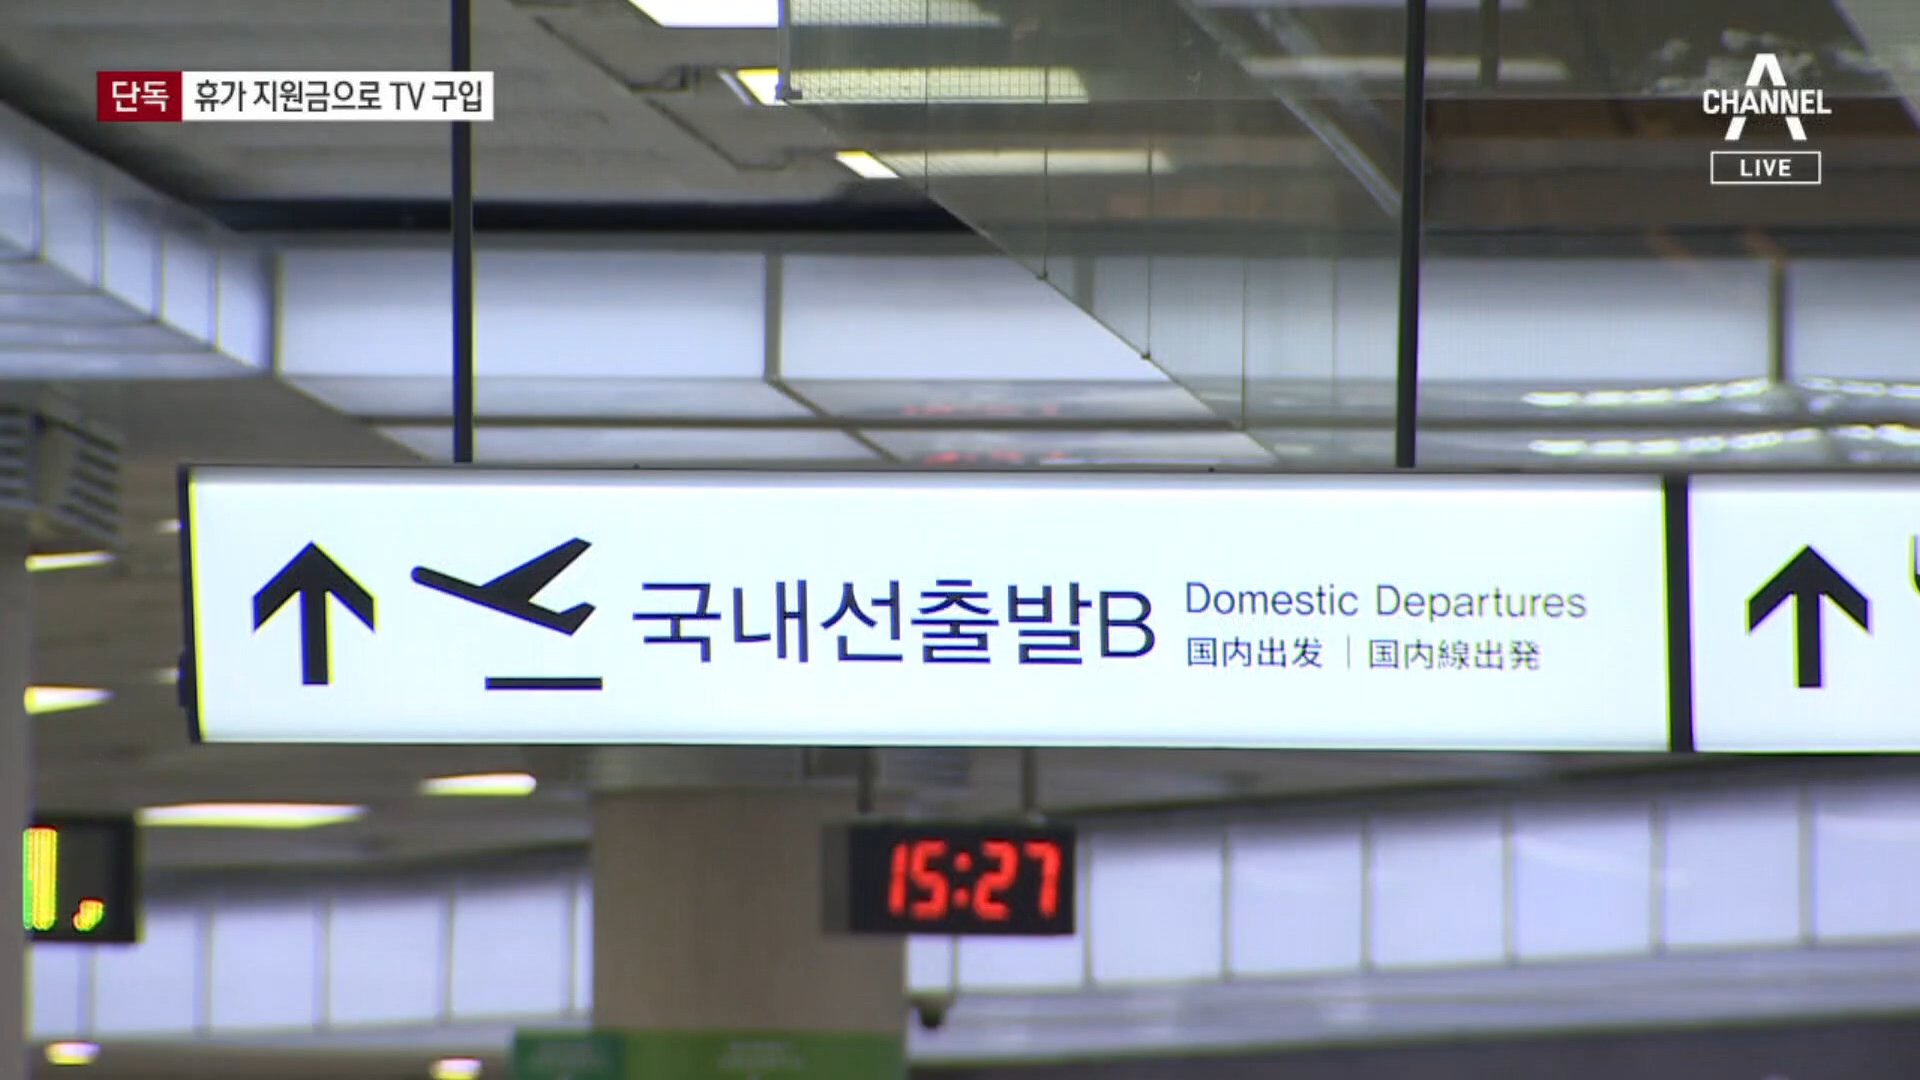 단독 휴가 지원금으로 TV 구입
CHANNEL A
LIVE
국내선출발B
Domestic Departures
国内出发 | 国内線出発
15:27